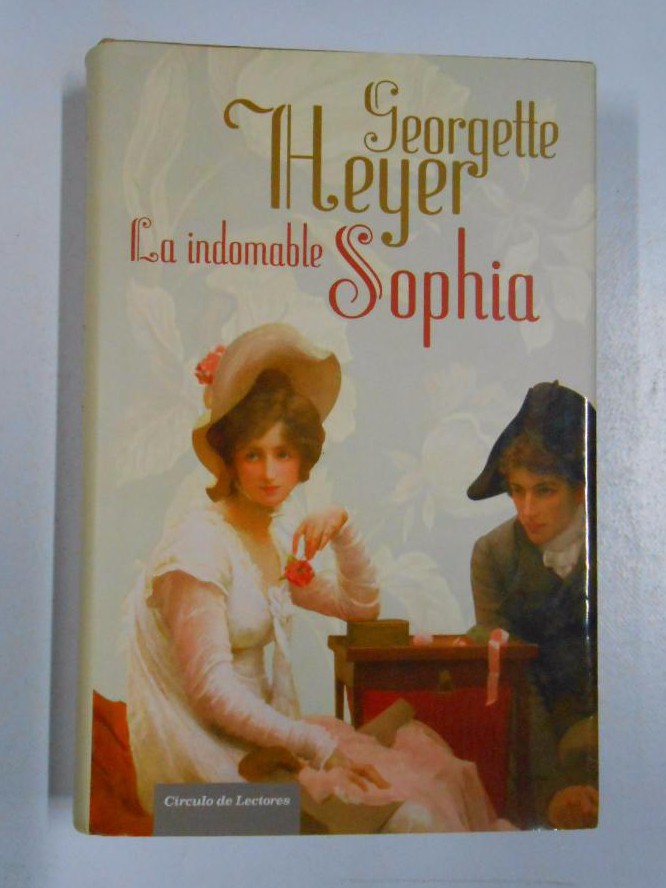 Georgette
Heyer
La indomable Sophia
Círculo de Lectores